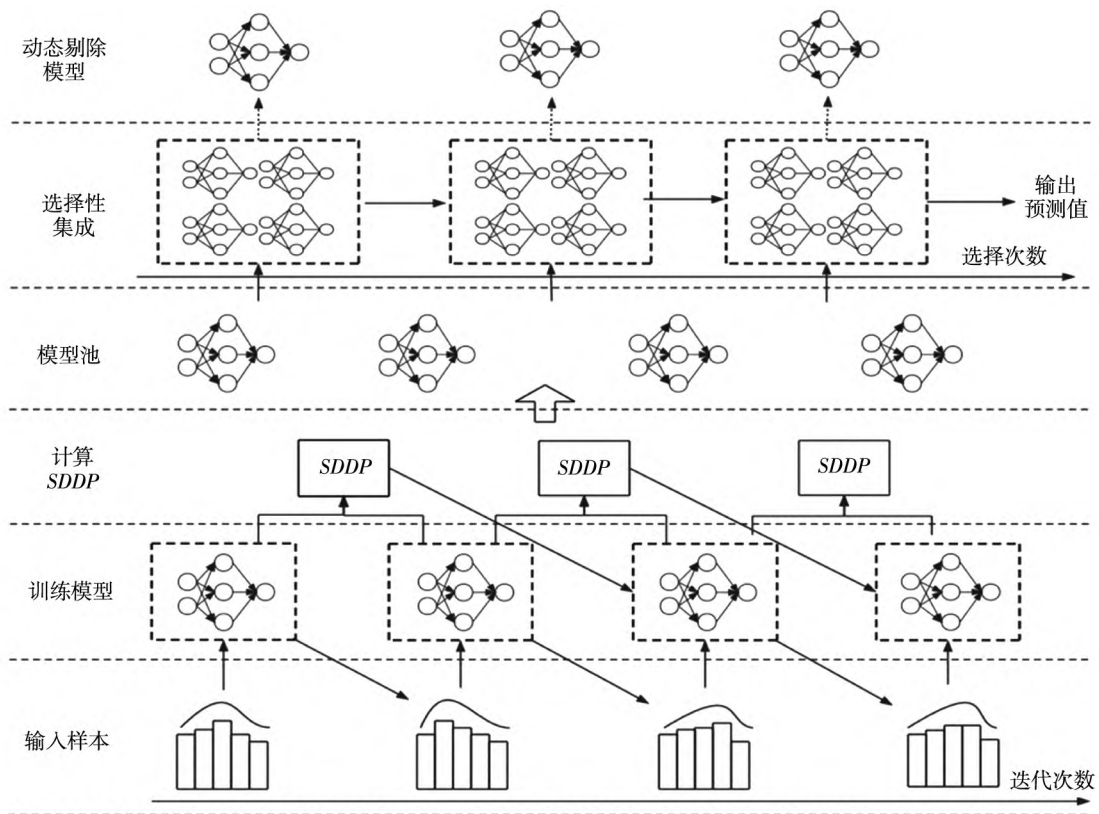 动态剔除
模型
选择性
集成
输出
预测值
选择次数
模型池
计算
SDDP
SDDP
SDDP
SDDP
训练模型
输入样本
迭代次数